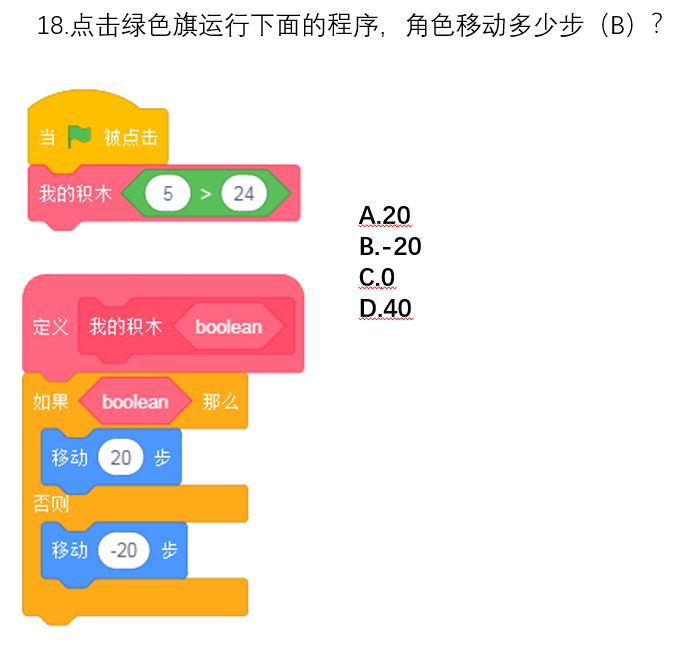 18.点击绿色旗运行下面的程序，角色移动多少步（B）?
当 被点击
我的积木 5 > 24
A.20
B.-20
C.0
D.40
定义 我的积木 boolean
如果 boolean 那么
移动 20 步
否则
移动 -20 步